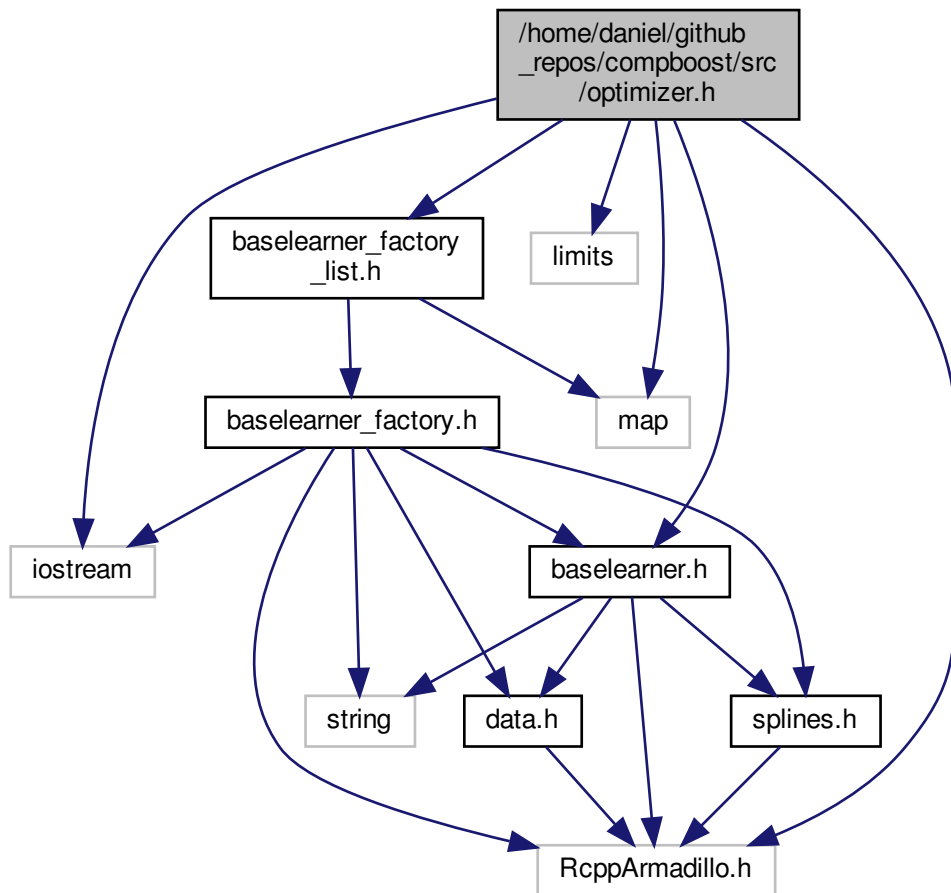 /home/daniel/github
_repos/compboost/src
/optimizer.h
baselearner_factory
_list.h
limits
baselearner_factory.h
map
iostream
baselearner.h
string
data.h
splines.h
RcppArmadillo.h